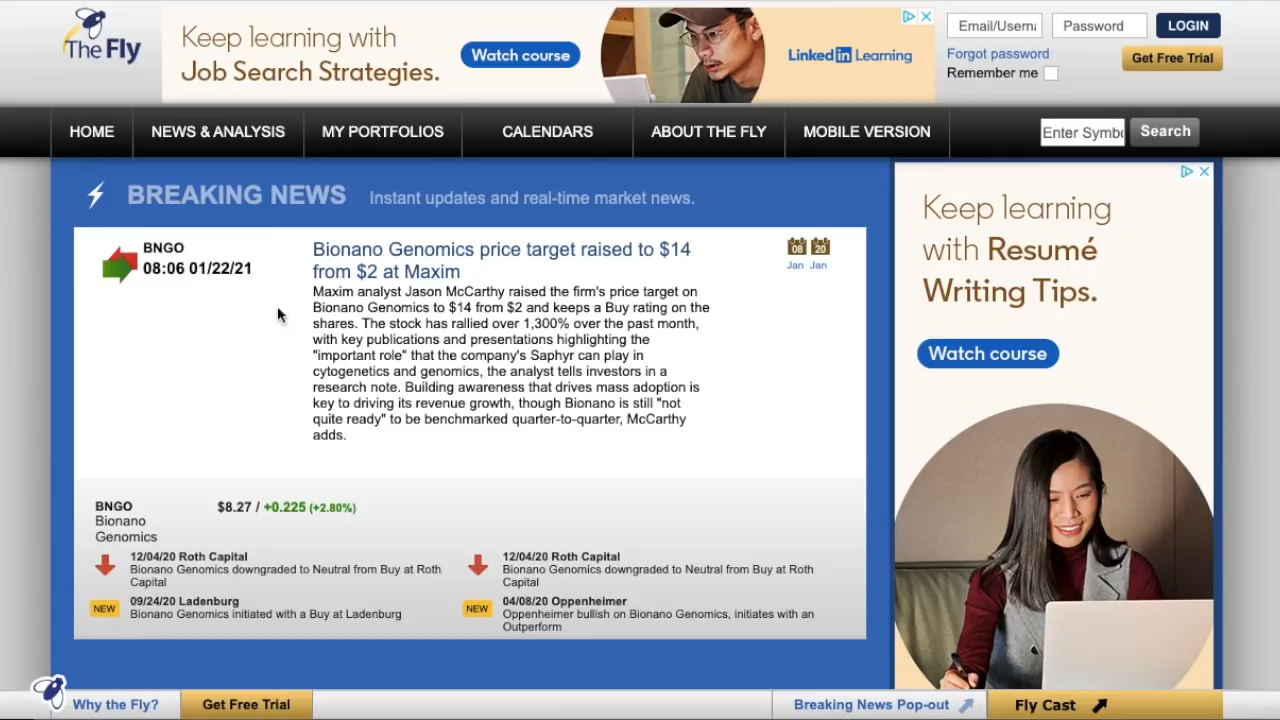 The Fly
Keep learning with
Job Search Strategies.
Watch course
Linked in Learning
Email/Userna
Password
LOGIN
Forgot password
Remember me
Get Free Trial
HOME
NEWS & ANALYSIS
MY PORTFOLIOS
CALENDARS
ABOUT THE FLY
MOBILE VERSION
Enter Symbo
Search
BREAKING NEWS
Instant updates and real-time market news.
BNGO
08:06 01/22/21
Bionano Genomics price target raised to $14
from $2 at Maxim
08 20
Jan Jan
Maxim analyst Jason McCarthy raised the firm's price target on
Bionano Genomics to $14 from $2 and keeps a Buy rating on the
shares. The stock has rallied over 1,300% over the past month,
with key publications and presentations highlighting the
"important role" that the company's Saphyr can play in
cytogenetics and genomics, the analyst tells investors in a
research note. Building awareness that drives mass adoption is
key to driving its revenue growth, though Bionano is still "not
quite ready" to be benchmarked quarter-to-quarter, McCarthy
adds.
BNGO
Bionano
Genomics
$8.27 / +0.225 (+2.80%)
12/04/20 Roth Capital
Bionano Genomics downgraded to Neutral from Buy at Roth
Capital
NEW
09/24/20 Ladenburg
Bionano Genomics initiated with a Buy at Ladenburg
12/04/20 Roth Capital
Bionano Genomics downgraded to Neutral from Buy at Roth
Capital
NEW
04/08/20 Oppenheimer
Oppenheimer bullish on Bionano Genomics, initiates with an
Outperform
Keep learning
with Resumé
Writing Tips.
Watch course
Why the Fly?
Get Free Trial
Breaking News Pop-out
Fly Cast